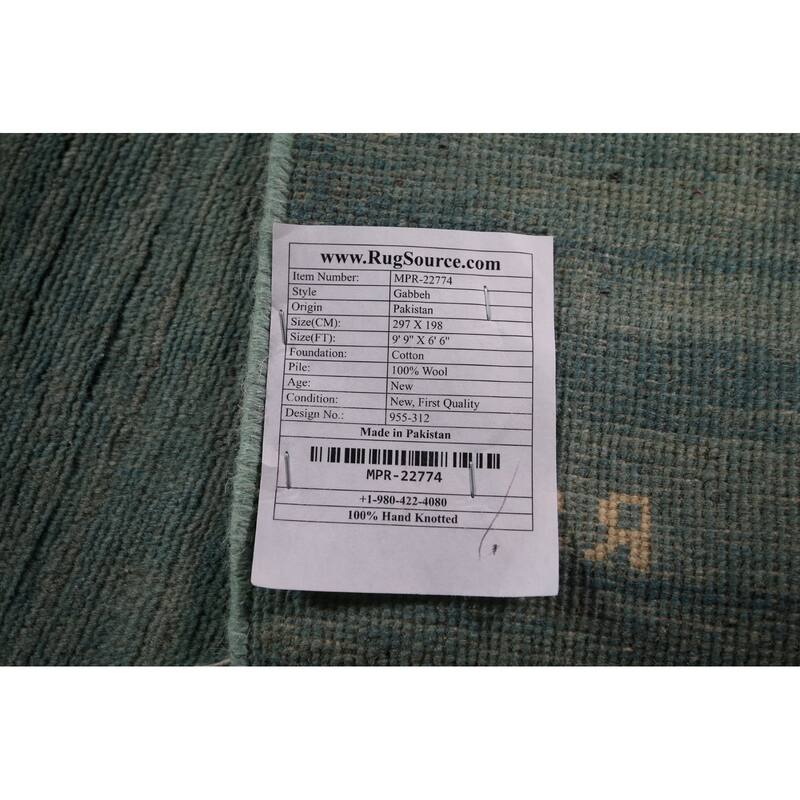 www.RugSource.com
Item Number: MPR-22774
Style Gabbeh
Origin Pakistan
Size(CM): 297 X 198
Size(FT): 9' 9" X 6' 6"
Foundation: Cotton
Pile: 100% Wool
Age: New
Condition: New, First Quality
Design No.: 955-312
Made in Pakistan
MPR-22774
+1-980-422-4080
100% Hand Knotted